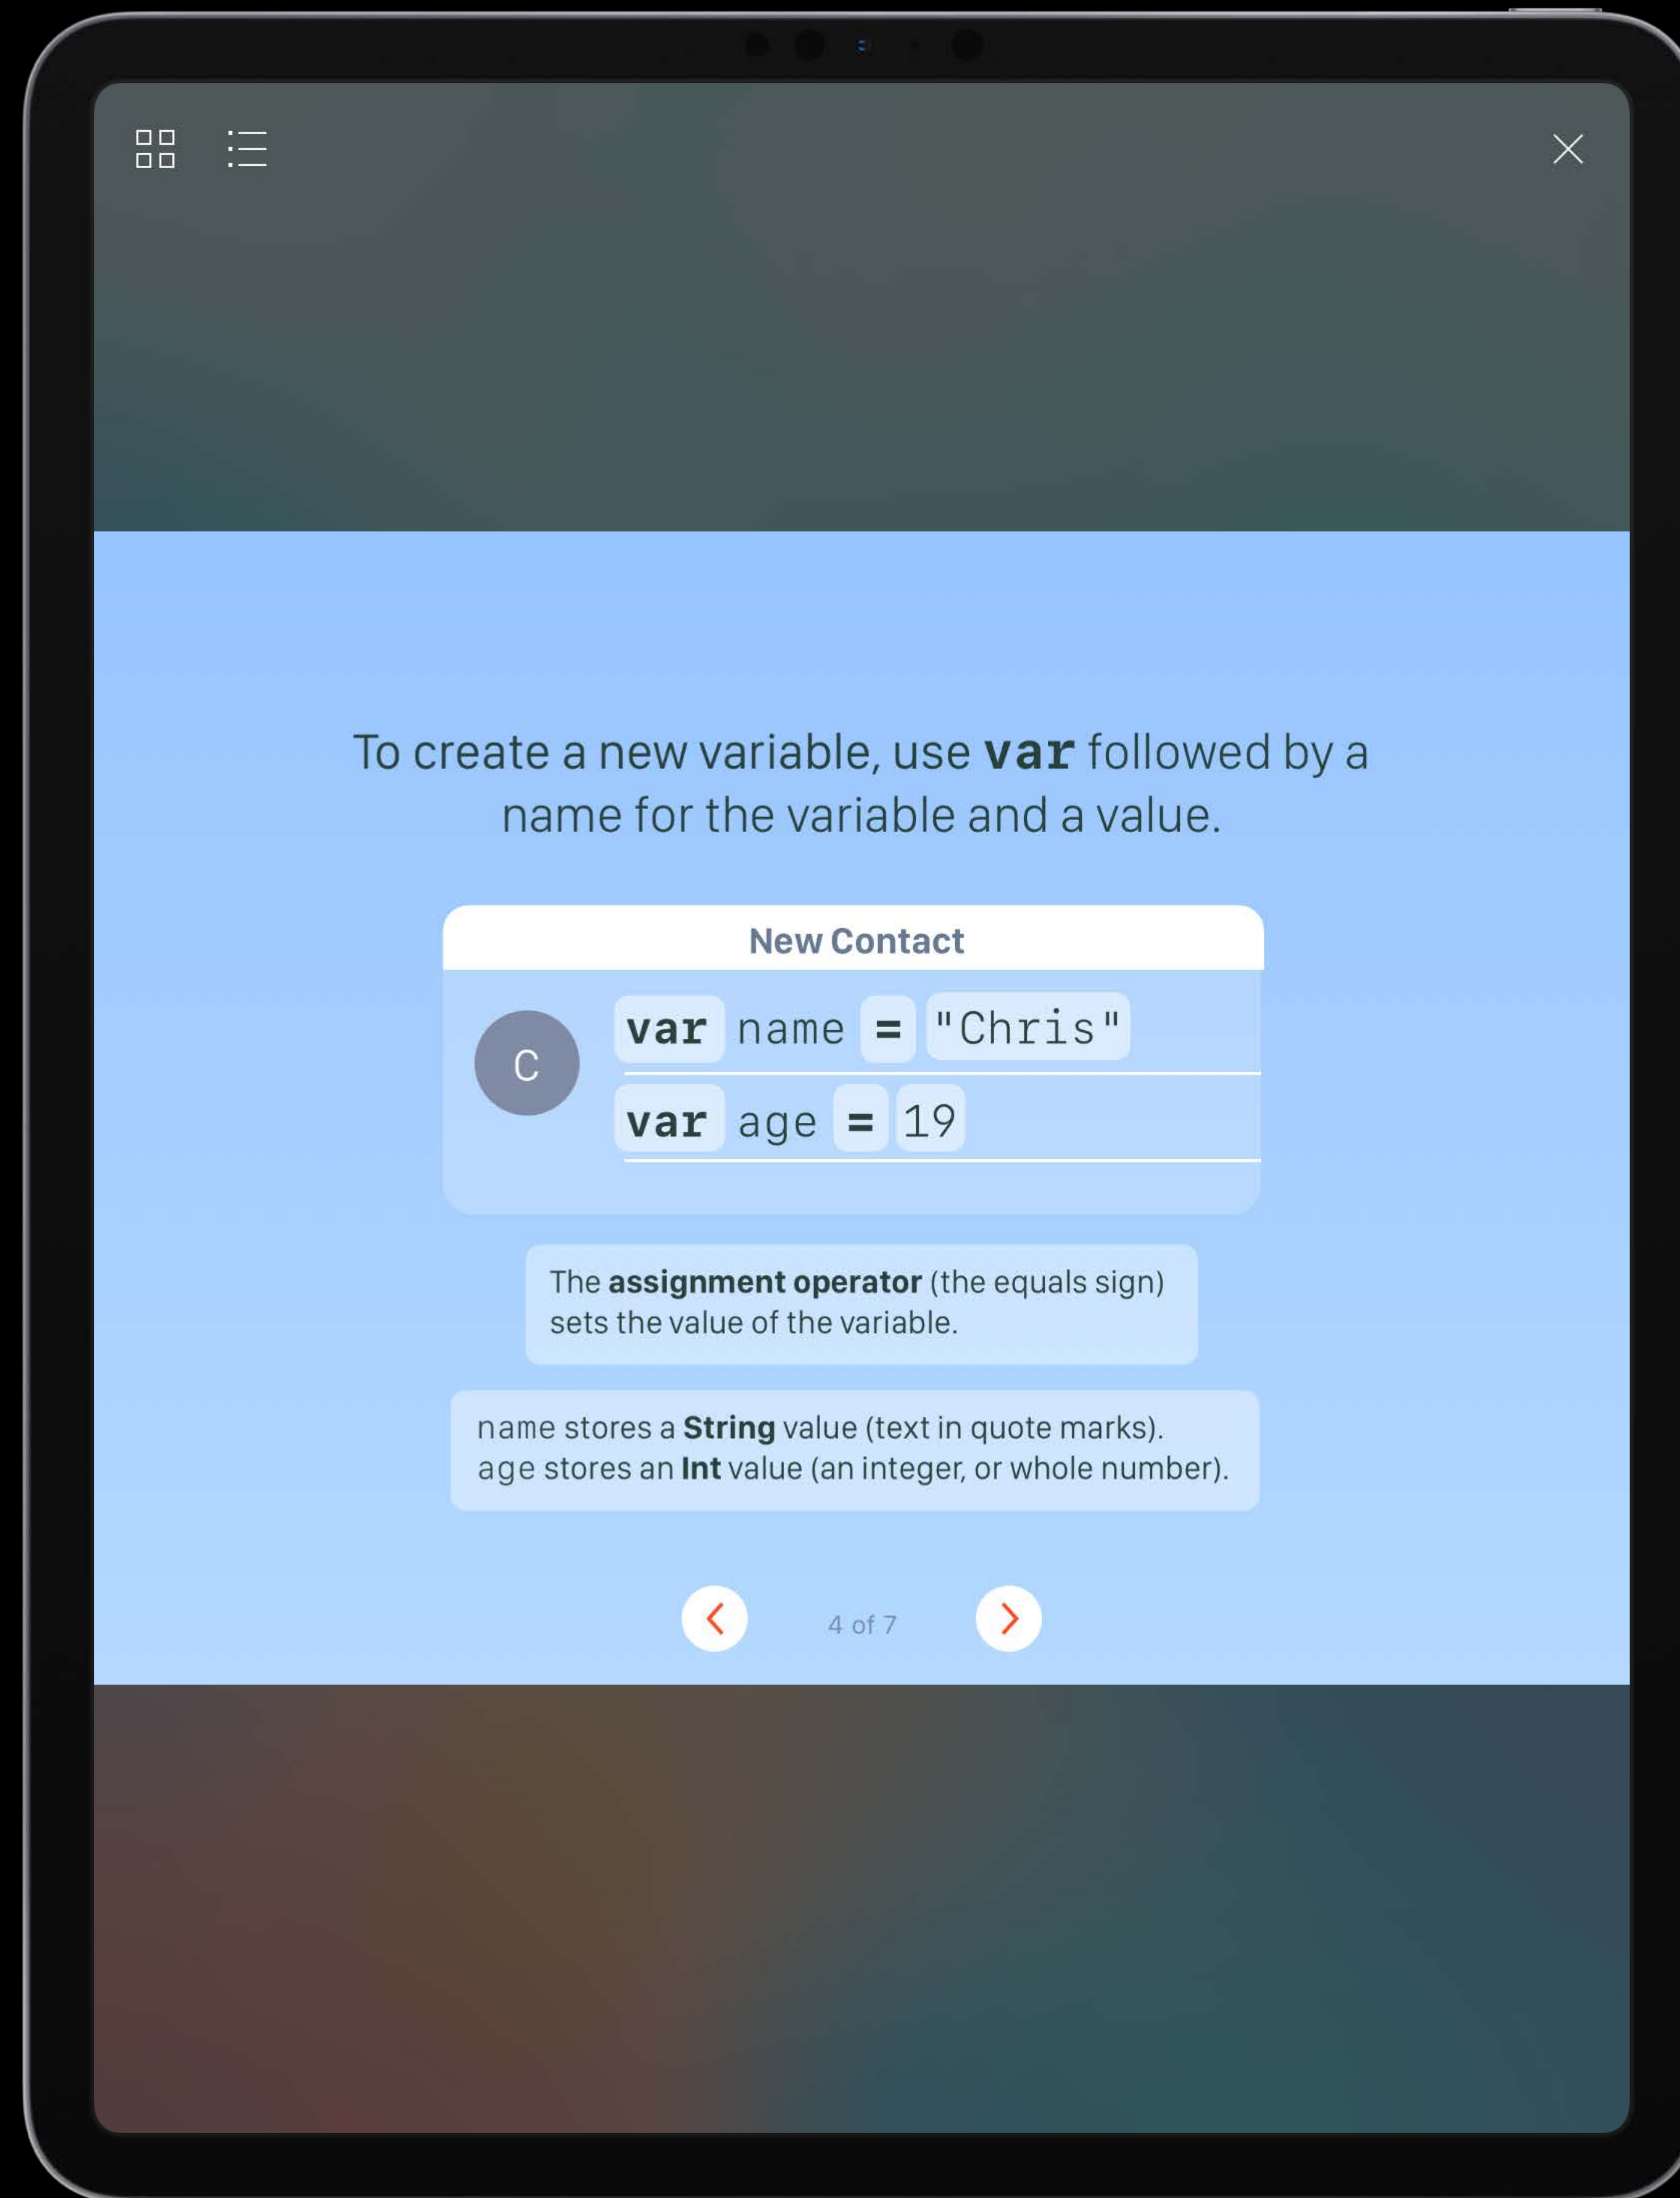 To create a new variable, use var followed by a
name for the variable and a value.
New Contact
C
var name = "Chris"
var age = 19
The assignment operator (the equals sign)
sets the value of the variable.
name stores a String value (text in quote marks).
age stores an Int value (an integer, or whole number).
4 of 7